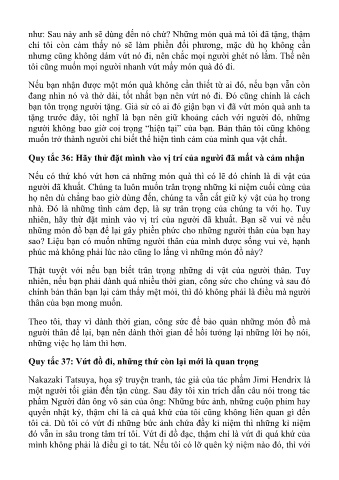 như: Sau này anh sẽ dùng đến nó chứ? Những món quà mà tôi đã tặng, thậm
chí tôi còn cảm thấy nó sẽ làm phiền đối phương, mặc dù họ không cần
nhưng cũng không dám vứt nó đi, nên chắc mọi người ghét nó lắm. Thế nên
tôi cũng muốn mọi người nhanh vứt mấy món quà đó đi.
Nếu bạn nhận được một món quà không cần thiết từ ai đó, nếu bạn vẫn còn
đang nhìn nó và thở dài, tốt nhất bạn nên vứt nó đi. Đó cũng chính là cách
bạn tôn trọng người tặng. Giả sử có ai đó giận bạn vì đã vứt món quà anh ta
tặng trước đây, tôi nghĩ là bạn nên giữ khoảng cách với người đó, những
người không bao giờ coi trọng “hiện tại” của bạn. Bản thân tôi cũng không
muốn trở thành người chỉ biết thể hiện tình cảm của mình qua vật chất.
Quy tắc 36: Hãy thử đặt mình vào vị trí của người đã mất và cảm nhận
Nếu có thứ khó vứt hơn cả những món quà thì có lẽ đó chính là di vật của
người đã khuất. Chúng ta luôn muốn trân trọng những kỉ niệm cuối cùng của
họ nên dù chẳng bao giờ dùng đến, chúng ta vẫn cất giữ kỷ vật của họ trong
nhà. Đó là những tình cảm đẹp, là sự trân trọng của chúng ta với họ. Tuy
nhiên, hãy thử đặt mình vào vị trí của người đã khuất. Bạn sẽ vui vẻ nếu
những món đồ bạn để lại gây phiền phức cho những người thân của bạn hay
sao? Liệu bạn có muốn những người thân của mình được sống vui vẻ, hạnh
phúc mà không phải lúc nào cũng lo lắng vì những món đồ này?
Thật tuyệt vời nếu bạn biết trân trọng những di vật của người thân. Tuy
nhiên, nếu bạn phải dành quá nhiều thời gian, công sức cho chúng và sau đó
chính bản thân bạn lại cảm thấy mệt mỏi, thì đó không phải là điều mà người
thân của bạn mong muốn.
Theo tôi, thay vì dành thời gian, công sức để bảo quản những món đồ mà
người thân để lại, bạn nên dành thời gian để hồi tưởng lại những lời họ nói,
những việc họ làm thì hơn.
Quy tắc 37: Vứt đồ đi, những thứ còn lại mới là quan trọng
Nakazaki Tatsuya, họa sỹ truyện tranh, tác giả của tác phẩm Jimi Hendrix là
một người tối giản đến tận cùng. Sau đây tôi xin trích dẫn câu nói trong tác
phẩm Người đàn ông vô sản của ông: Những bức ảnh, những cuộn phim hay
quyển nhật ký, thậm chí là cả quá khứ của tôi cũng không liên quan gì đến
tôi cả. Dù tôi có vứt đi những bức ảnh chứa đầy kỉ niệm thì những kỉ niệm
đó vẫn in sâu trong tâm trí tôi. Vứt đi đồ đạc, thậm chí là vứt đi quá khứ của
mình không phải là điều gì to tát. Nếu tôi có lỡ quên kỷ niệm nào đó, thì với